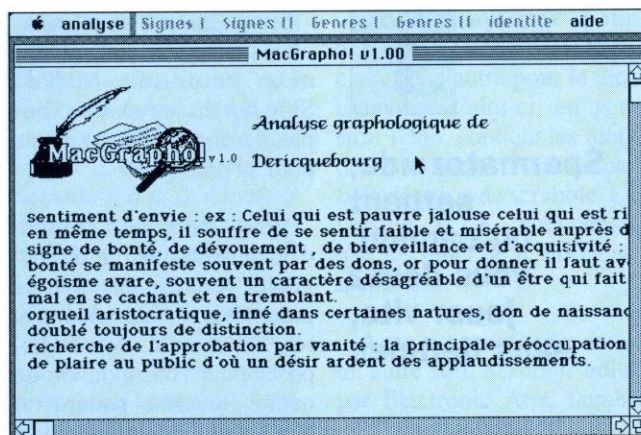 analyse Signes I Signes II Genres I Genres II identite aide
MacGrapho! v1.00
MacGrapho! v 1.0
Analyse graphologique de
Dericquebourg
sentiment d'envie : ex : Celui qui est pauvre jalouse celui qui est ri
en même temps, il souffre de se sentir faible et misérable auprès d
signe de bonté, de dévouement , de bienveillance et d'acquisivité :
bonté se manifeste souvent par des dons, or pour donner il faut av
égoïsme avare, souvent un caractère désagréable d'un être qui fait
mal en se cachant et en tremblant.
orgueil aristocratique, inné dans certaines natures, don de naissanc
doublé toujours de distinction.
recherche de l'approbation par vanité : la principale préoccupation
de plaire au public d'où un désir ardent des applaudissements.